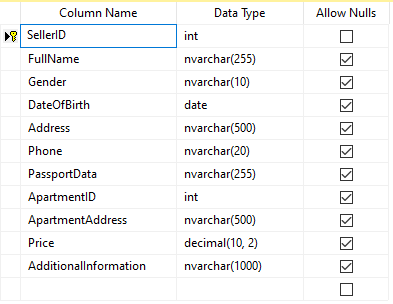 Column Name Data Type Allow Nulls
SellerID int
FullName nvarchar(255)
Gender nvarchar(10)
DateOfBirth date
Address nvarchar(500)
Phone nvarchar(20)
PassportData nvarchar(255)
ApartmentID int
ApartmentAddress nvarchar(500)
Price decimal(10, 2)
AdditionalInformation nvarchar(1000)